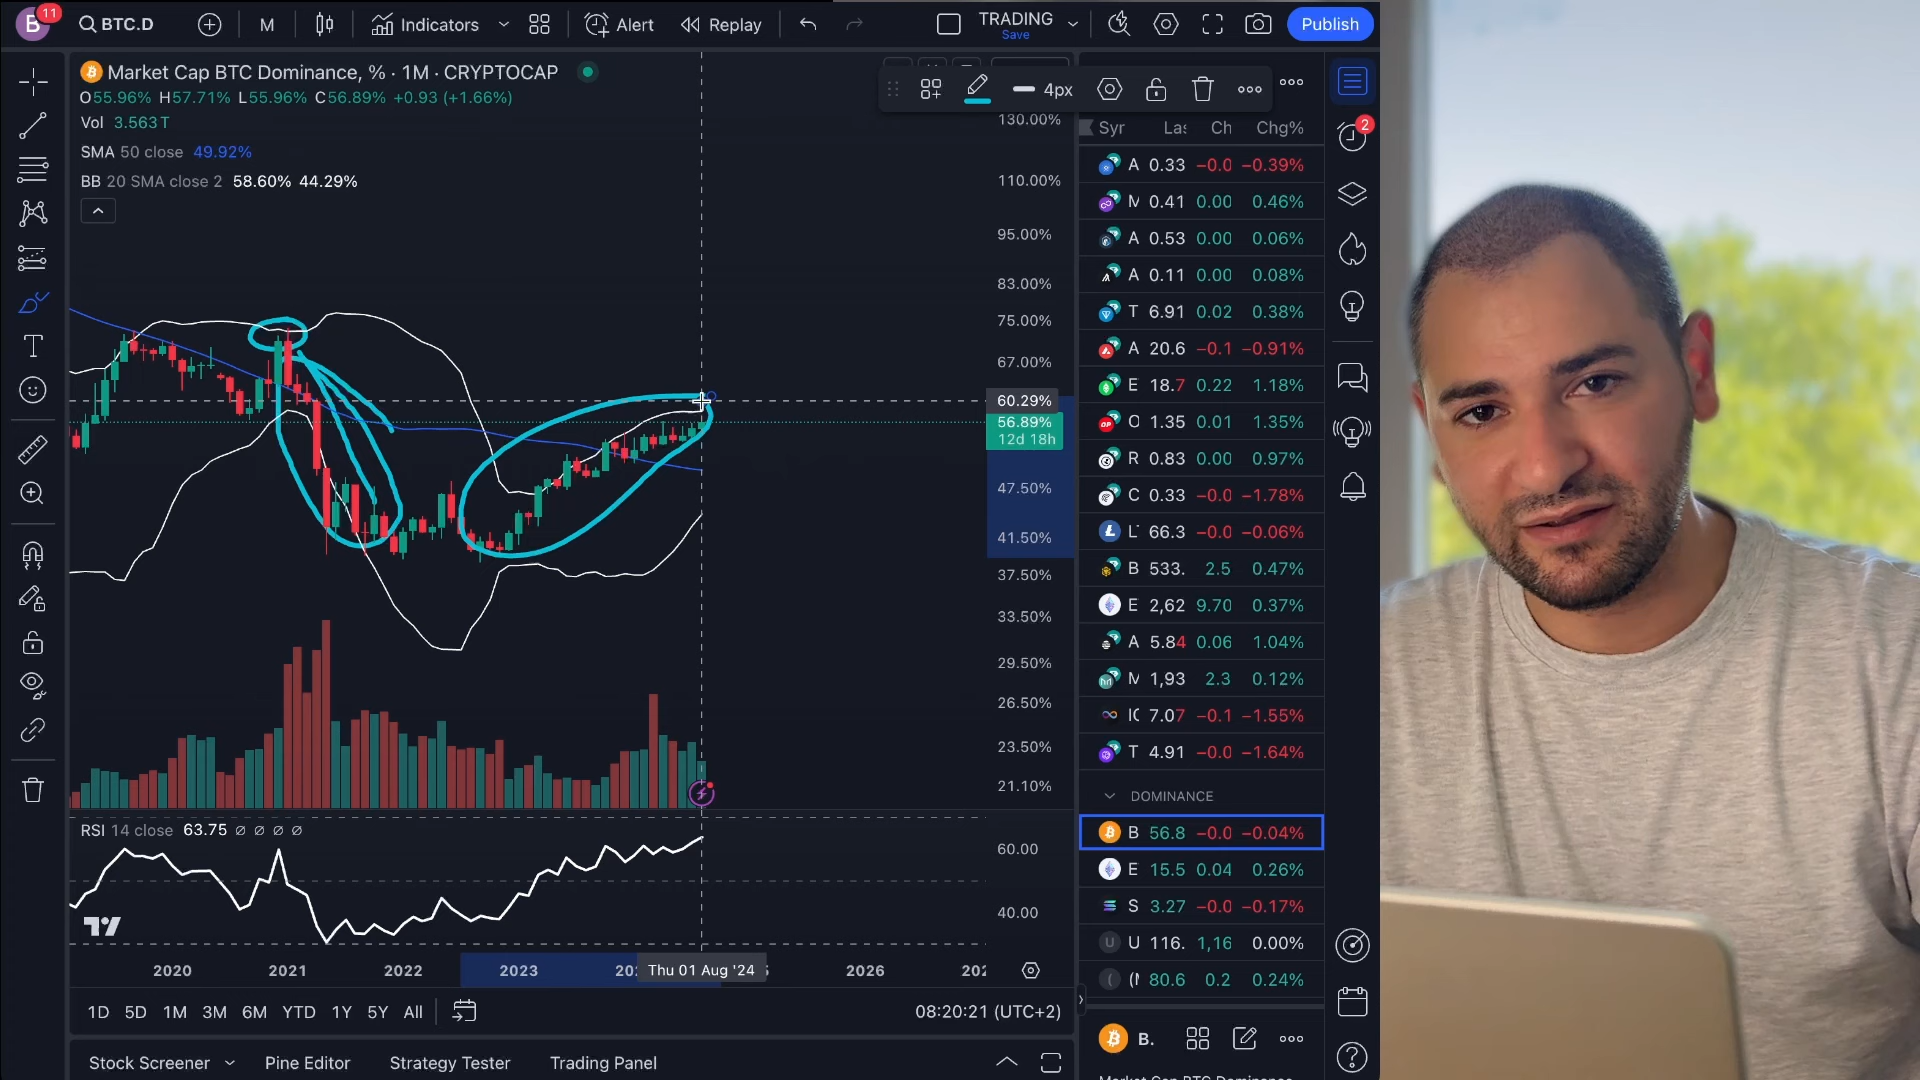 B
11
BTC.D
M
Indicators
Alert
Replay
TRADING
Save
Publish
Market Cap BTC Dominance, % · 1M · CRYPTOCAP
O55.96% H57.71% L55.96% C56.89% +0.93 (+1.66%)
Vol 3.563T
SMA 50 close 49.92%
BB 20 SMA close 2 58.60% 44.29%
4px
130.00%
110.00%
95.00%
83.00%
75.00%
67.00%
60.29%
56.89%
12d 18h
47.50%
41.50%
37.50%
33.50%
29.50%
26.50%
23.50%
21.10%
RSI 14 close 63.75 ∅ ∅ ∅ ∅
60.00
40.00
2020 2021 2022 2023 Thu 01 Aug '24 2026
1D 5D 1M 3M 6M YTD 1Y 5Y All
08:20:21 (UTC+2)
Stock Screener Pine Editor Strategy Tester Trading Panel
Syr Las Ch Chg%
A 0.33 −0.0 −0.39%
M 0.41 0.00 0.46%
A 0.53 0.00 0.06%
A 0.11 0.00 0.08%
T 6.91 0.02 0.38%
A 20.6 −0.1 −0.91%
E 18.7 0.22 1.18%
O 1.35 0.01 1.35%
R 0.83 0.00 0.97%
C 0.33 −0.0 −1.78%
L 66.3 −0.0 −0.06%
B 533. 2.5 0.47%
E 2,62 9.70 0.37%
A 5.84 0.06 1.04%
M 1,93 2.3 0.12%
IC 7.07 −0.1 −1.55%
T 4.91 −0.0 −1.64%
DOMINANCE
B 56.8 −0.0 −0.04%
E 15.5 0.04 0.26%
S 3.27 −0.0 −0.17%
U U 116. 1,16 0.00%
80.6 0.2 0.24%
B.
2